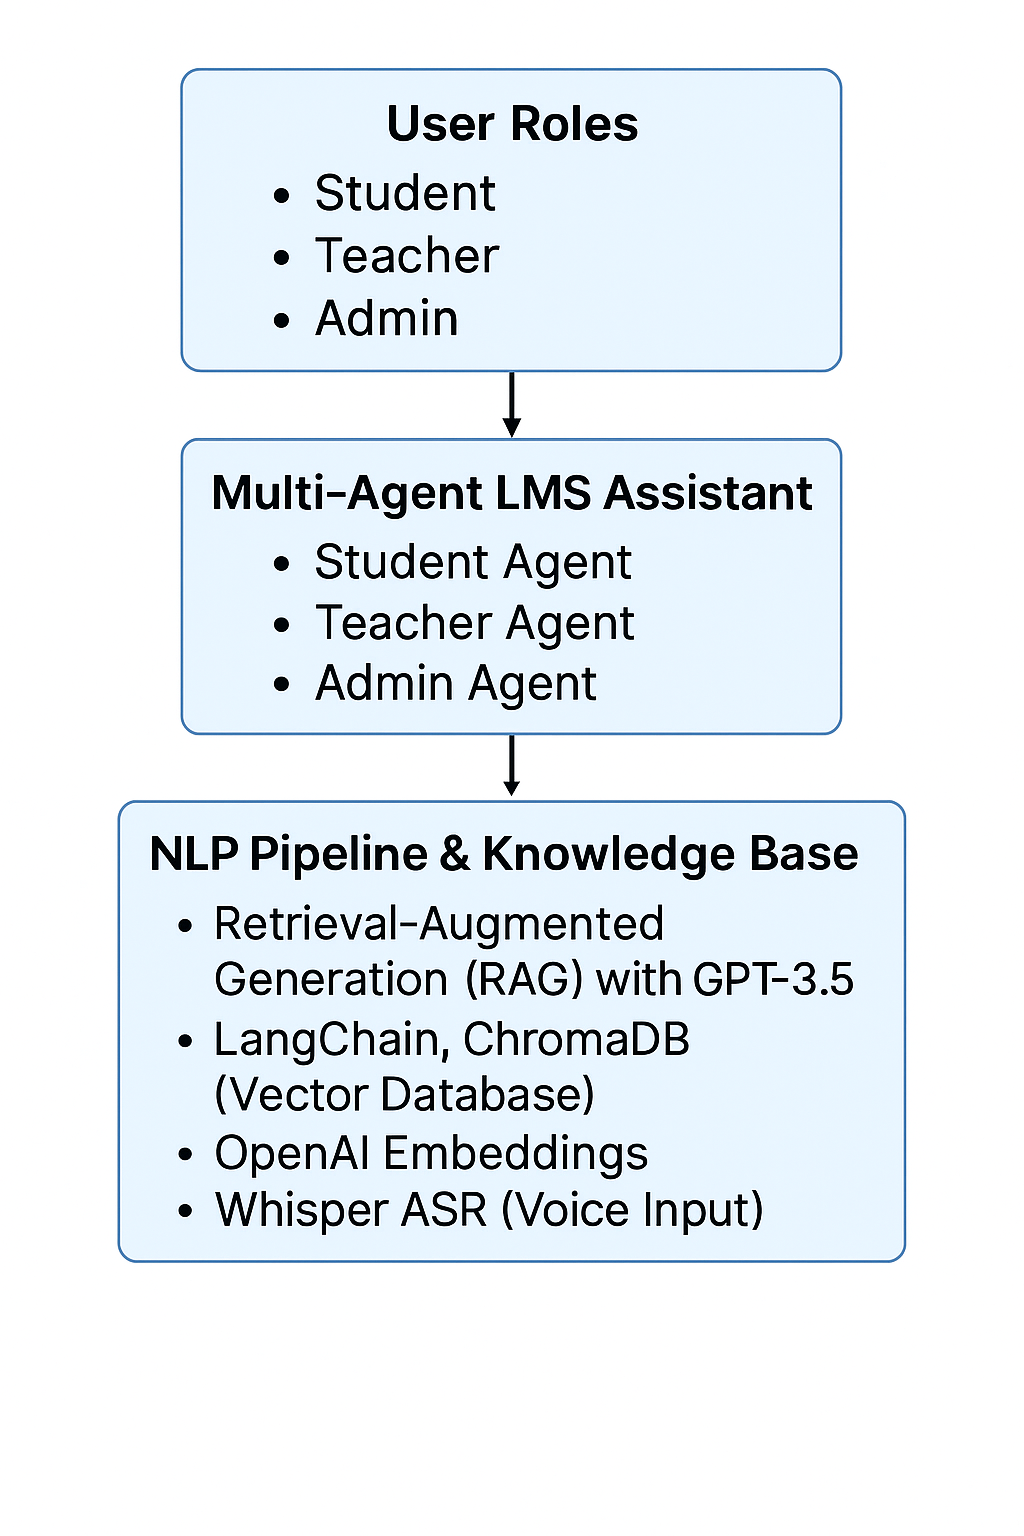 User Roles
• Student
• Teacher
• Admin
Multi-Agent LMS Assistant
• Student Agent
• Teacher Agent
• Admin Agent
NLP Pipeline & Knowledge Base
• Retrieval-Augmented
Generation (RAG) with GPT-3.5
• LangChain, ChromaDB
(Vector Database)
• OpenAI Embeddings
• Whisper ASR (Voice Input)